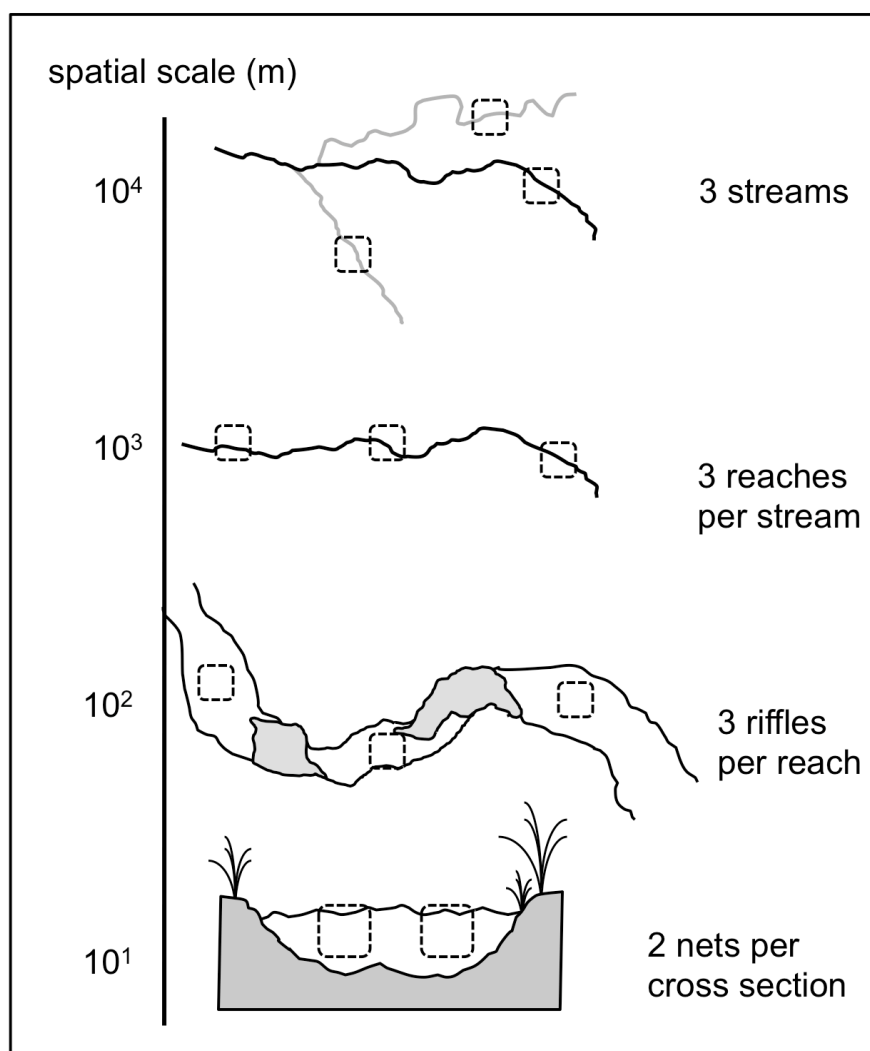 spatial scale (m)
10⁴
3 streams
10³
3 reaches
per stream
10²
3 riffles
per reach
10¹
2 nets per
cross section